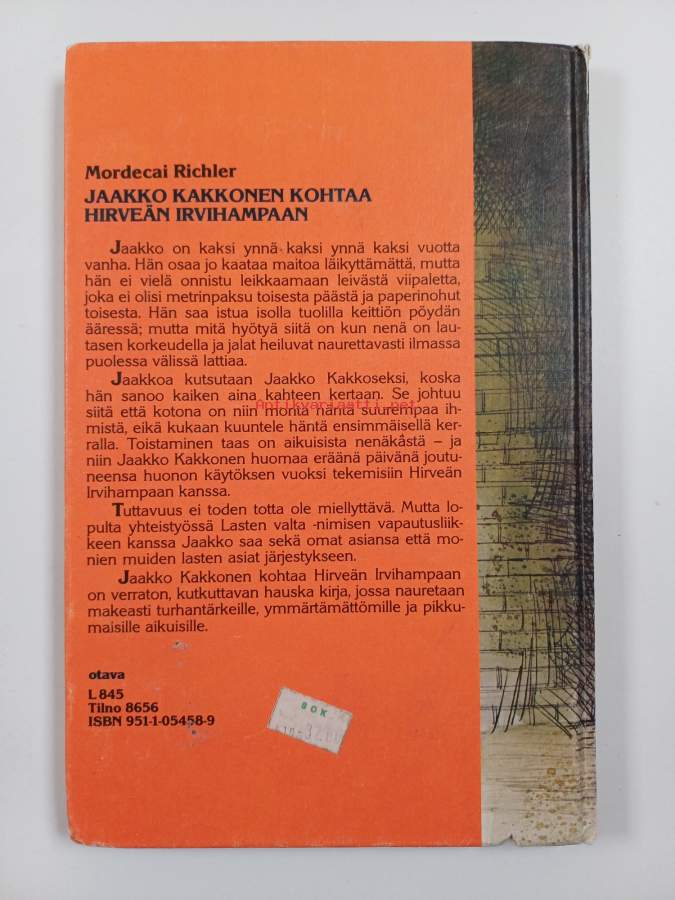 Mordecai Richler
JAAKKO KAKKONEN KOHTAA
HIRVEÄN IRVIHAMPAAN
Jaakko on kaksi ynnä kaksi ynnä kaksi vuotta
vanha. Hän osaa jo kaataa maitoa läikyttämättä, mutta
hän ei vielä onnistu leikkaamaan leivästä viipaletta,
joka ei olisi metrinpaksu toisesta päästä ja paperinohut
toisesta. Hän saa istua isolla tuolilla keittiön pöydän
ääressä; mutta mitä hyötyä siitä on kun nenä on lau-
tasen korkeudella ja jalat heiluvat naurettavasti ilmassa
puolessa välissä lattiaa.
Jaakkoa kutsutaan Jaakko Kakkoseksi, koska
hän sanoo kaiken aina kahteen kertaan. Se johtuu
siitä että kotona on niin monta häntä suurempaa ih-
mistä, eikä kukaan kuuntele häntä ensimmäisellä ker-
ralla. Toistaminen taas on aikuisista nenäkästä – ja
niin Jaakko Kakkonen huomaa eräänä päivänä joutu-
neensa huonon käytöksen vuoksi tekemisiin Hirveän
Irvihampaan kanssa.
Tuttavuus ei toden totta ole miellyttävä. Mutta lo-
pulta yhteistyössä Lasten valta -nimisen vapautusliik-
keen kanssa Jaakko saa sekä omat asiansa että mo-
nien muiden lasten asiat järjestykseen.
Jaakko Kakkonen kohtaa Hirveän Irvihampaan
on verraton, kutkuttavan hauska kirja, jossa nauretaan
makeasti turhantärkeille, ymmärtämättömille ja pikku-
maisille aikuisille.
Antikvariaatti.net
otava
L 845
Tilno 8656
ISBN 951-1-05458-9
SOK